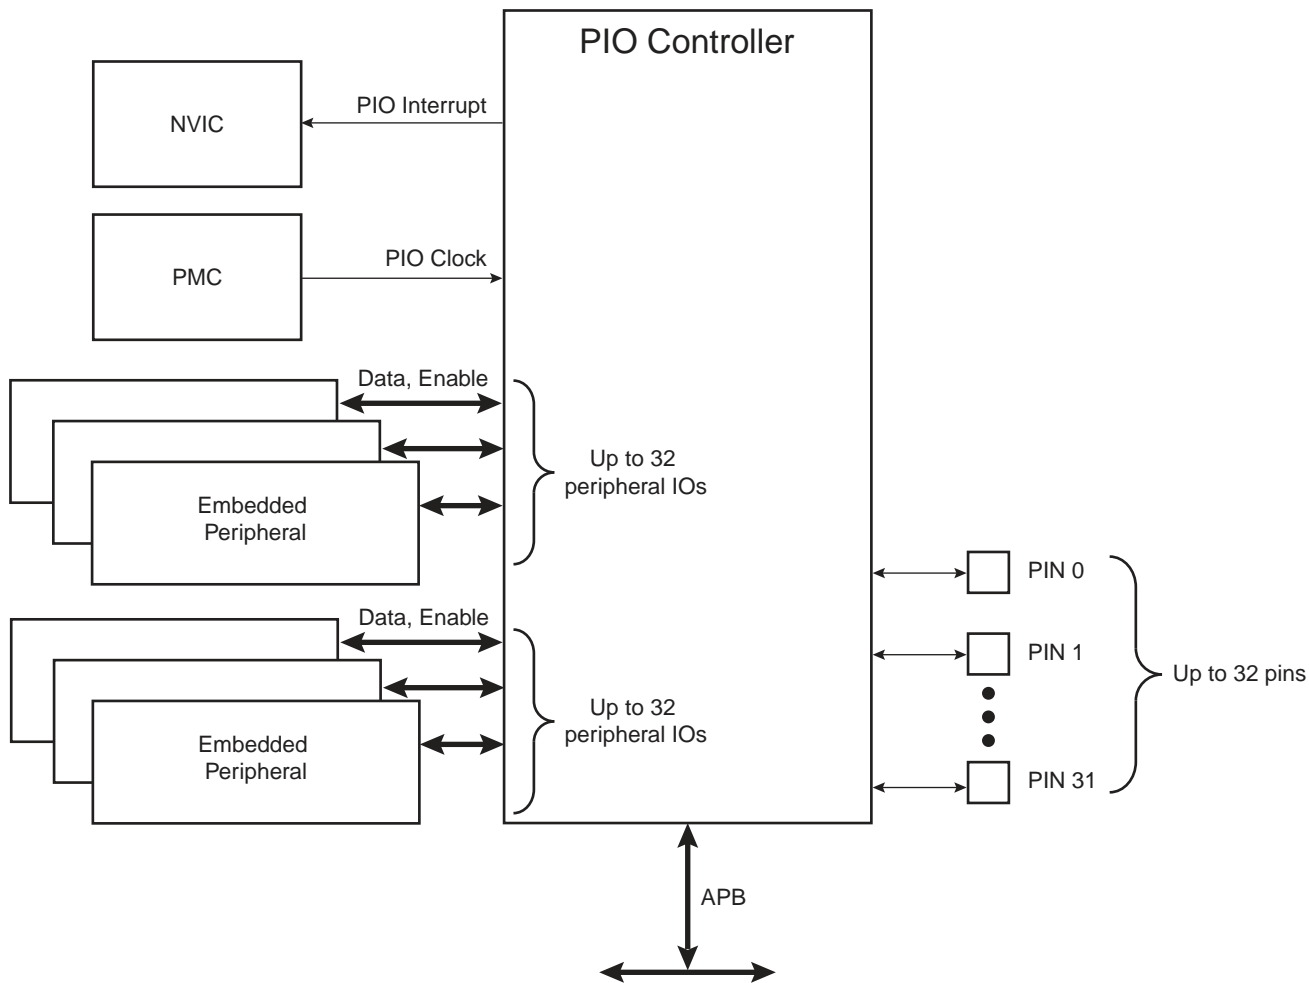 PIO Controller
PIO Interrupt
NVIC
PIO Clock
PMC
Data, Enable
Up to 32
peripheral IOs
Embedded
Peripheral
PIN 0
Data, Enable
PIN 1
Up to 32 pins
Up to 32
peripheral IOs
Embedded
Peripheral
PIN 31
APB